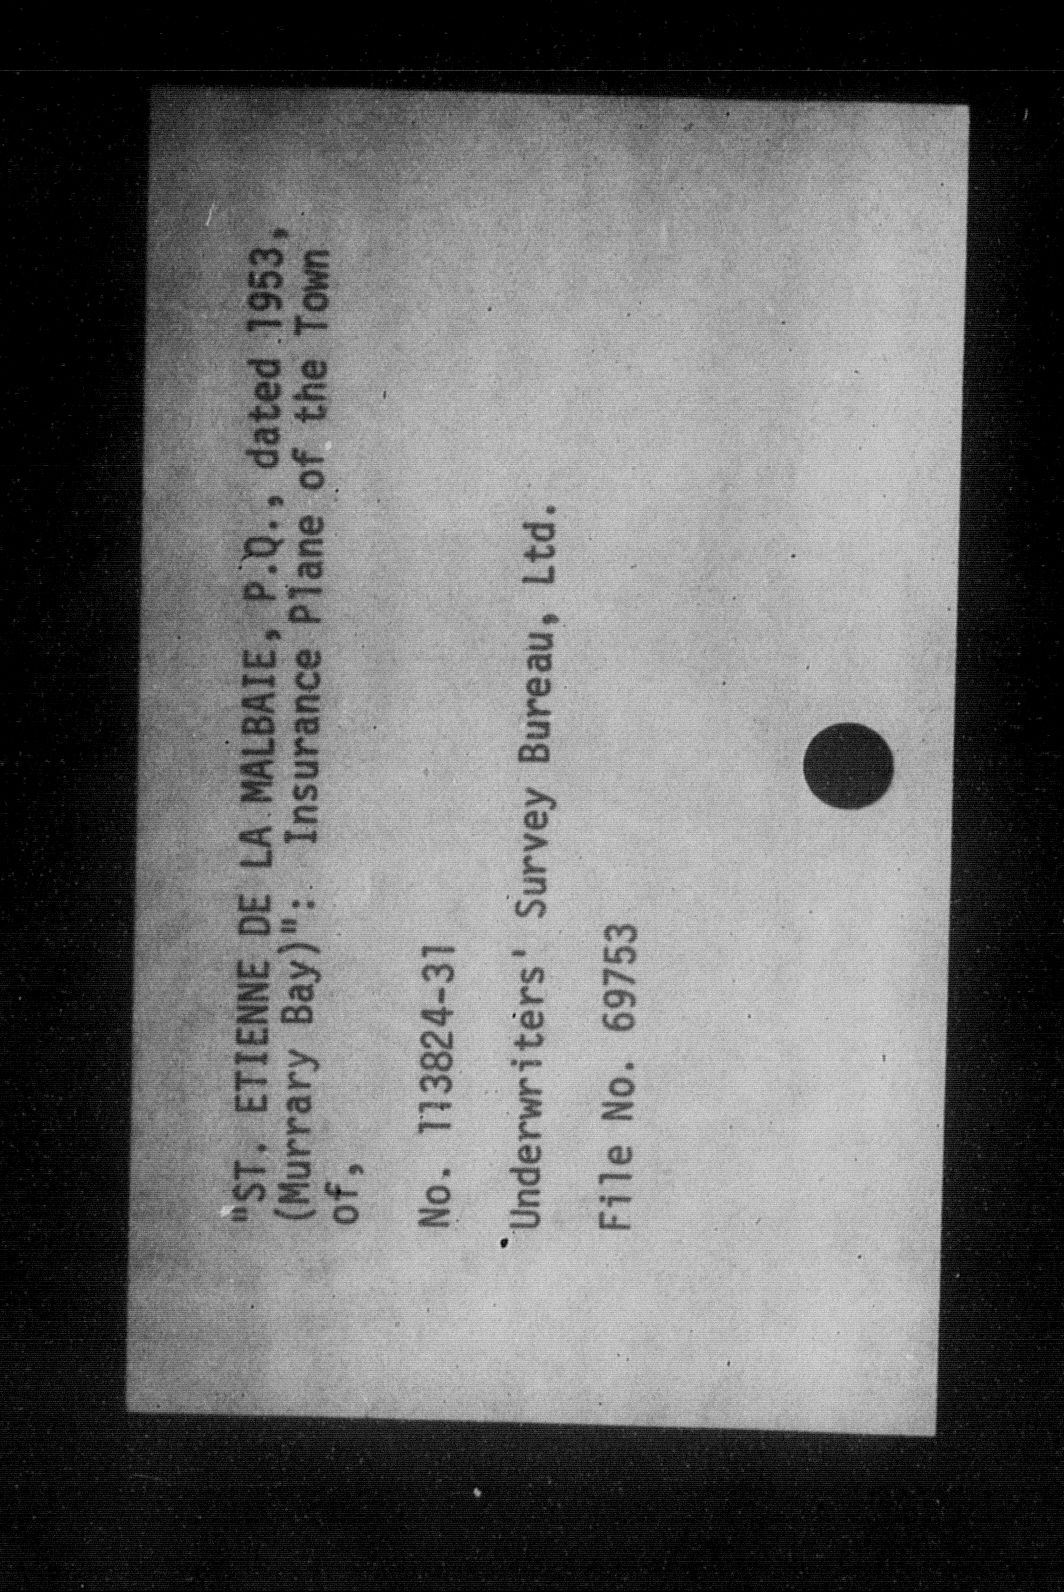 "ST. ETIENNE DE LA MALBAIE, P.Q., dated 1953,
(Murrary Bay)": Insurance Plane of the Town
of,
No. 113824-31
Underwriters' Survey Bureau, Ltd.
File No. 69753